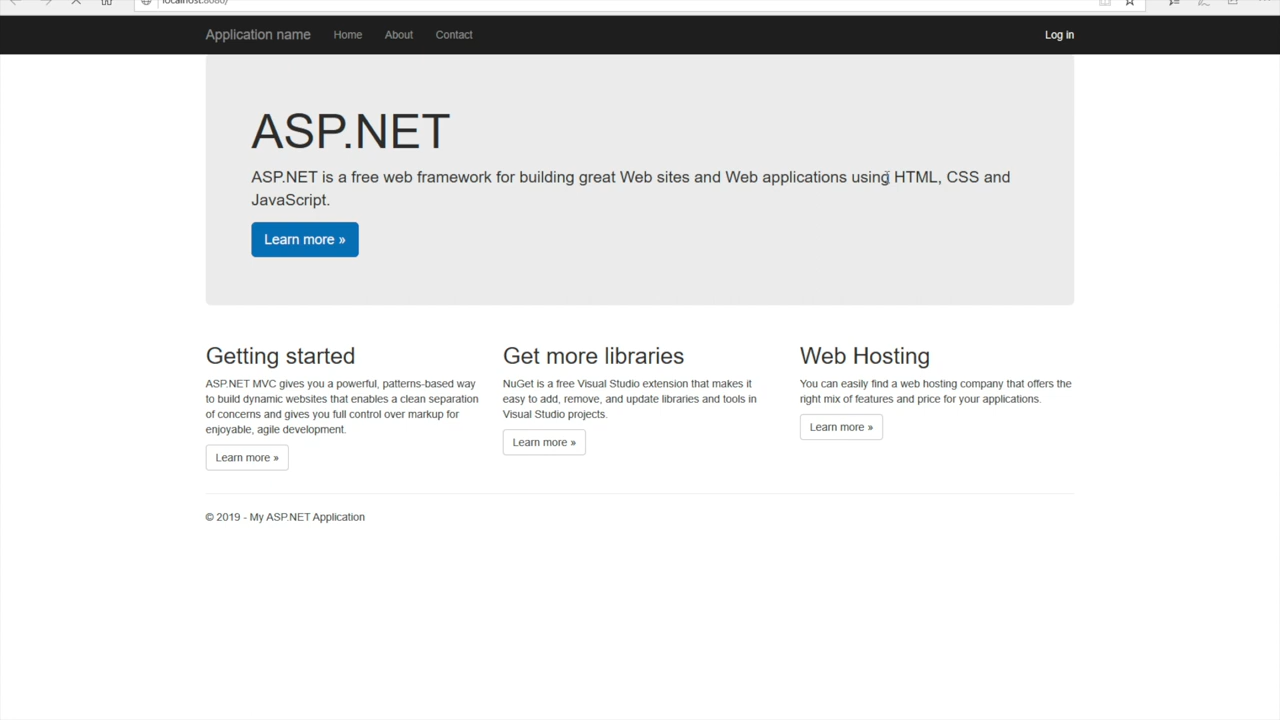 localhost:8080/
Application name Home About Contact Log in
ASP.NET
ASP.NET is a free web framework for building great Web sites and Web applications using HTML, CSS and
JavaScript.
Learn more »
Getting started
ASP.NET MVC gives you a powerful, patterns-based way
to build dynamic websites that enables a clean separation
of concerns and gives you full control over markup for
enjoyable, agile development.
Learn more »
Get more libraries
NuGet is a free Visual Studio extension that makes it
easy to add, remove, and update libraries and tools in
Visual Studio projects.
Learn more »
Web Hosting
You can easily find a web hosting company that offers the
right mix of features and price for your applications.
Learn more »
© 2019 - My ASP.NET Application